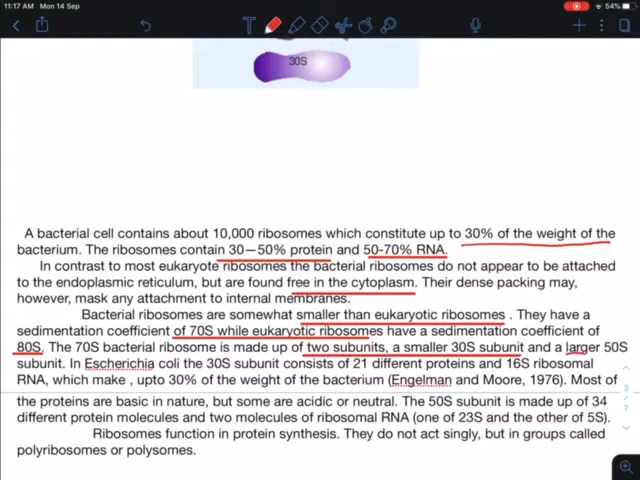 11:17 AM Mon 14 Sep
54%
T
30S
A bacterial cell contains about 10,000 ribosomes which constitute up to 30% of the weight of the
bacterium. The ribosomes contain 30—50% protein and 50-70% RNA.
In contrast to most eukaryote ribosomes the bacterial ribosomes do not appear to be attached
to the endoplasmic reticulum, but are found free in the cytoplasm. Their dense packing may,
however, mask any attachment to internal membranes.
Bacterial ribosomes are somewhat smaller than eukaryotic ribosomes . They have a
sedimentation coefficient of 70S while eukaryotic ribosomes have a sedimentation coefficient of
80S. The 70S bacterial ribosome is made up of two subunits, a smaller 30S subunit and a larger 50S
subunit. In Escherichia coli the 30S subunit consists of 21 different proteins and 16S ribosomal
RNA, which make , upto 30% of the weight of the bacterium (Engelman and Moore, 1976). Most of
the proteins are basic in nature, but some are acidic or neutral. The 50S subunit is made up of 34
different protein molecules and two molecules of ribosomal RNA (one of 23S and the other of 5S).
Ribosomes function in protein synthesis. They do not act singly, but in groups called
polyribosomes or polysomes.
3
7